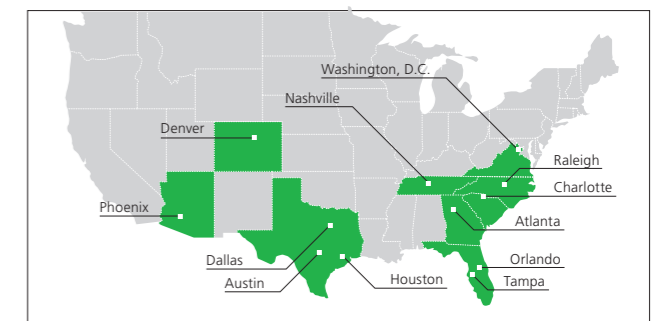 Washington, D.C.
Nashville
Denver
Raleigh
Charlotte
Phoenix
Atlanta
Dallas
Orlando
Austin
Houston
Tampa